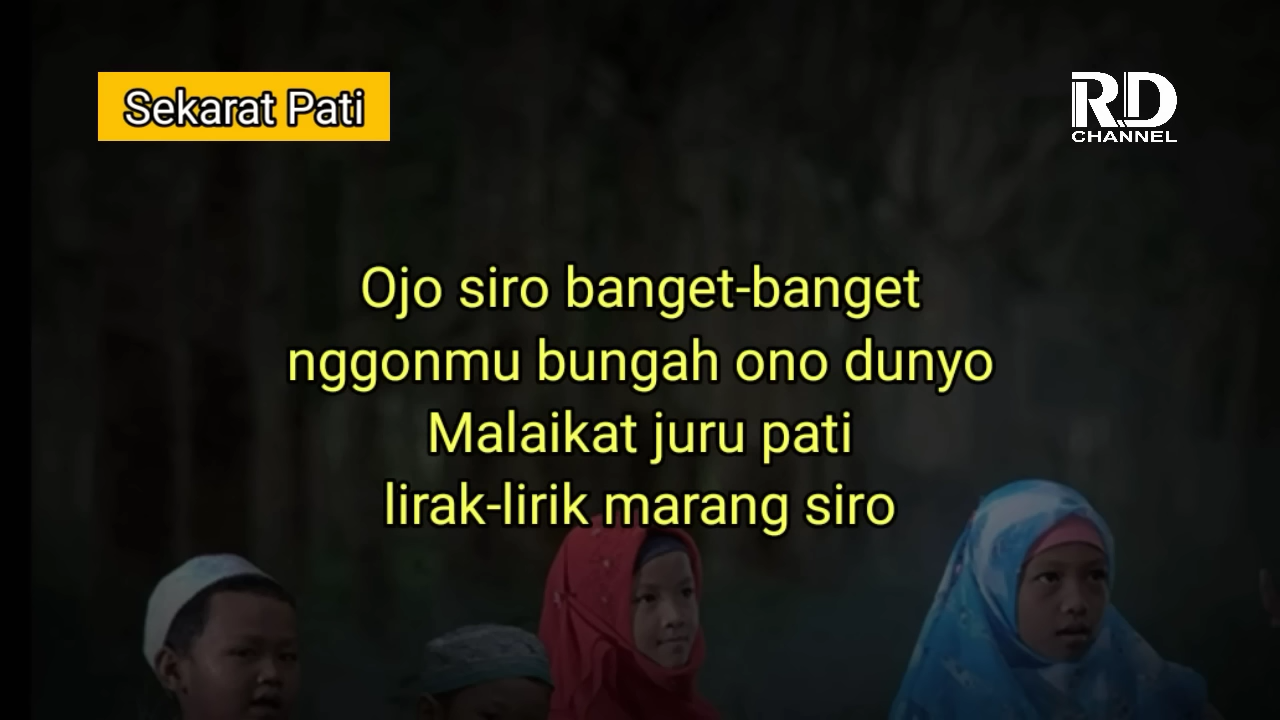 Sekarat Pati
RD
CHANNEL
Ojo siro banget-banget
nggonmu bungah ono dunyo
Malaikat juru pati
lirak-lirik marang siro